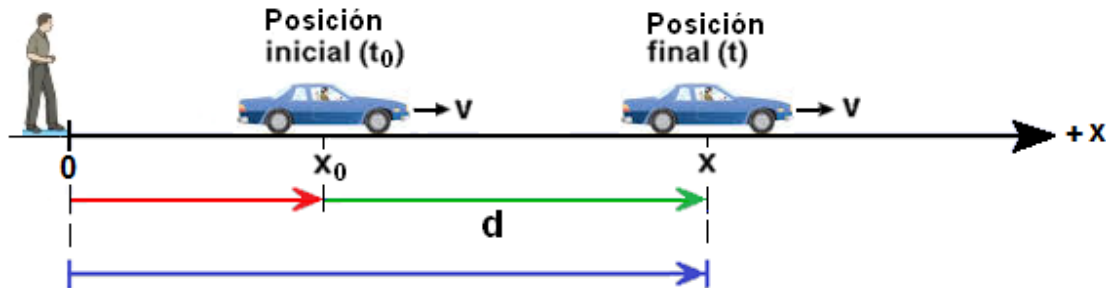 Posición
inicial (t₀)
Posición
final (t)
v
v
+ x
0
x₀
x
d